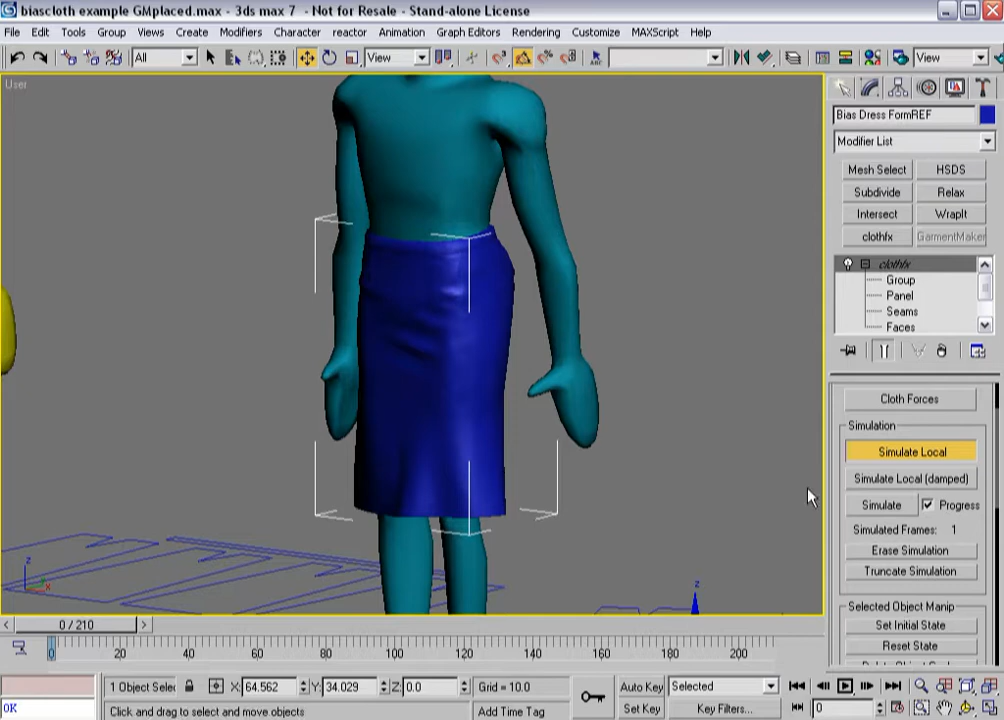 biascloth example GMplaced.max - 3ds max 7 - Not for Resale - Stand-alone License
File Edit Tools Group Views Create Modifiers Character reactor Animation Graph Editors Rendering Customize MAXScript Help
All View View
User
Bias Dress FormREF
Modifier List
Mesh Select HSDS
Subdivide Relax
Intersect WrapIt
clothfx GarmentMaker
clothfx
Group
Panel
Seams
Faces
Cloth Forces
Simulation
Simulate Local
Simulate Local (damped)
Simulate Progress
Simulated Frames: 1
Erase Simulation
Truncate Simulation
Selected Object Manip
Set Initial State
Reset State
z
x
z
0 / 210
0 20 40 60 80 100 120 140 160 180 200
1 Object Selec X: 64.562 Y: 34.029 Z: 0.0 Grid = 10.0 Auto Key Selected
OK Click and drag to select and move objects Add Time Tag Set Key Key Filters... 0